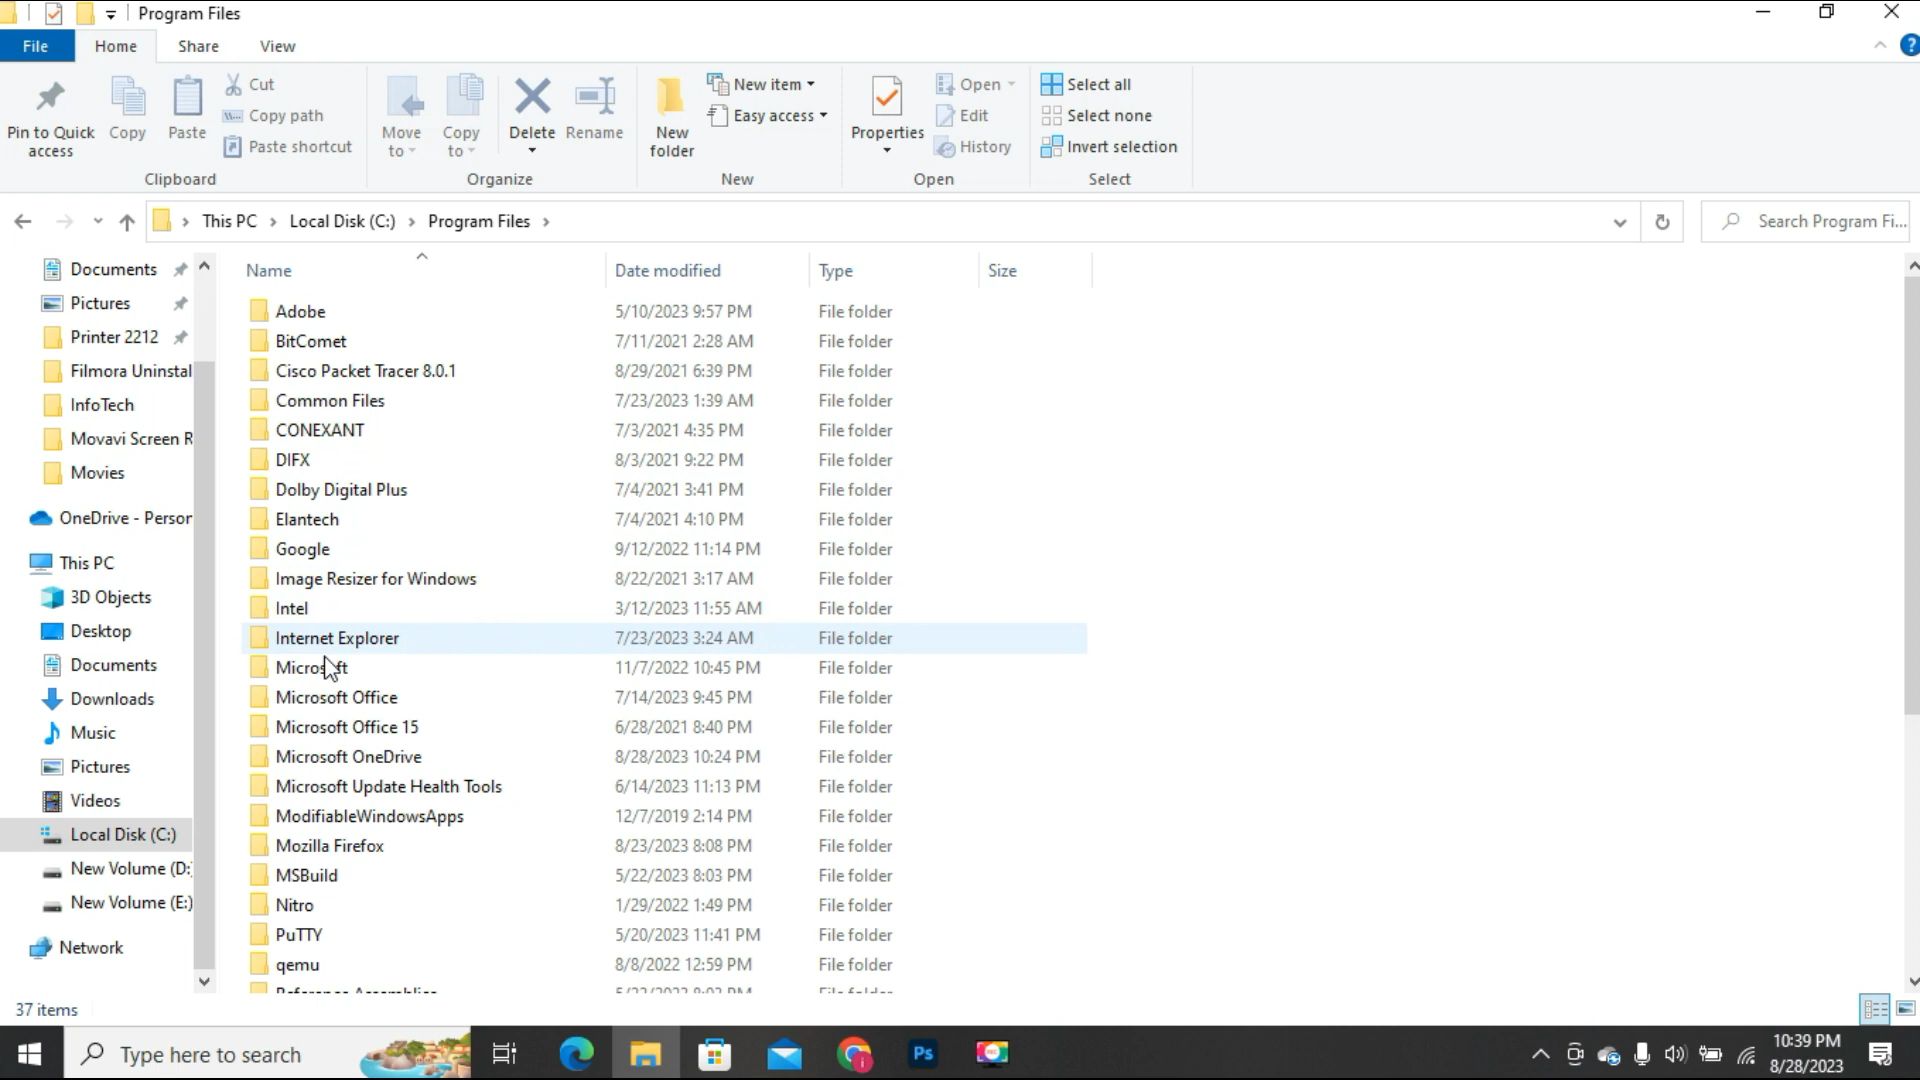 Program Files
File
Home
Share
View
Pin to Quick
access
Copy
Paste
Cut
Copy path
Paste shortcut
Clipboard
Move
to
Copy
to
Delete
Rename
Organize
New
folder
New item
Easy access
New
Properties
Open
Edit
History
Open
Select all
Select none
Invert selection
Select
This PC > Local Disk (C:) > Program Files >
Search Program Fi...
Documents
Pictures
Printer 2212
Filmora Uninstal
InfoTech
Movavi Screen R
Movies
OneDrive - Person
This PC
3D Objects
Desktop
Documents
Downloads
Music
Pictures
Videos
Local Disk (C:)
New Volume (D:
New Volume (E:)
Network
Name Date modified Type Size
Adobe 5/10/2023 9:57 PM File folder
BitComet 7/11/2021 2:28 AM File folder
Cisco Packet Tracer 8.0.1 8/29/2021 6:39 PM File folder
Common Files 7/23/2023 1:39 AM File folder
CONEXANT 7/3/2021 4:35 PM File folder
DIFX 8/3/2021 9:22 PM File folder
Dolby Digital Plus 7/4/2021 3:41 PM File folder
Elantech 7/4/2021 4:10 PM File folder
Google 9/12/2022 11:14 PM File folder
Image Resizer for Windows 8/22/2021 3:17 AM File folder
Intel 3/12/2023 11:55 AM File folder
Internet Explorer 7/23/2023 3:24 AM File folder
Microsoft 11/7/2022 10:45 PM File folder
Microsoft Office 7/14/2023 9:45 PM File folder
Microsoft Office 15 6/28/2021 8:40 PM File folder
Microsoft OneDrive 8/28/2023 10:24 PM File folder
Microsoft Update Health Tools 6/14/2023 11:13 PM File folder
ModifiableWindowsApps 12/7/2019 2:14 PM File folder
Mozilla Firefox 8/23/2023 8:08 PM File folder
MSBuild 5/22/2023 8:03 PM File folder
Nitro 1/29/2022 1:49 PM File folder
PuTTY 5/20/2023 11:41 PM File folder
qemu 8/8/2022 12:59 PM File folder
Reference Assemblies 5/22/2023 8:03 PM File folder
37 items
Type here to search
Ps
10:39 PM
8/28/2023